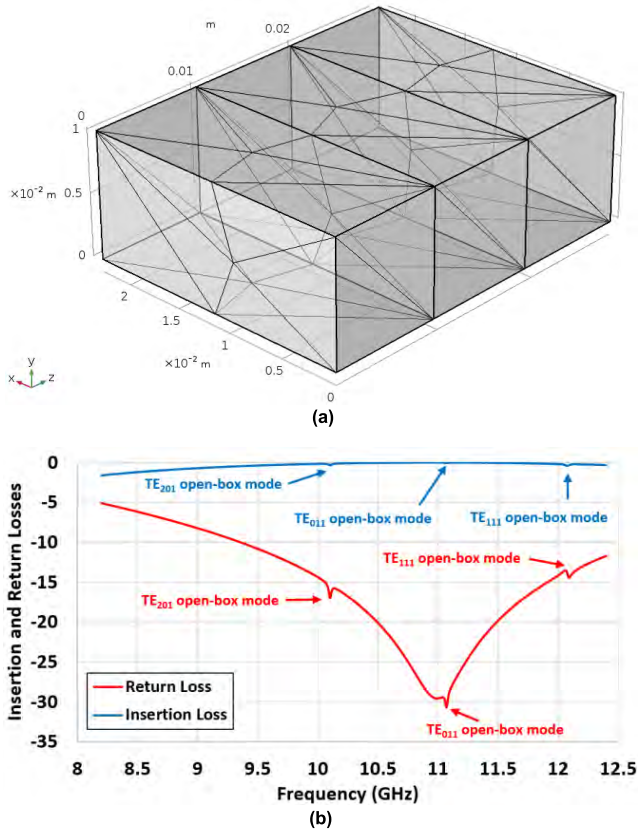 m
0.02
0.01
0
1
×10⁻² m
0.5
0
2
1.5
×10⁻² m
1
0.5
0
y
x
z
(a)
0
-5
-10
-15
-20
-25
-30
-35
Insertion and Return Losses
TE₂₀₁ open-box mode
TE₀₁₁ open-box mode
TE₁₁₁ open-box mode
TE₁₁₁ open-box mode
TE₂₀₁ open-box mode
TE₀₁₁ open-box mode
Return Loss
Insertion Loss
8 8.5 9 9.5 10 10.5 11 11.5 12 12.5
Frequency (GHz)
(b)